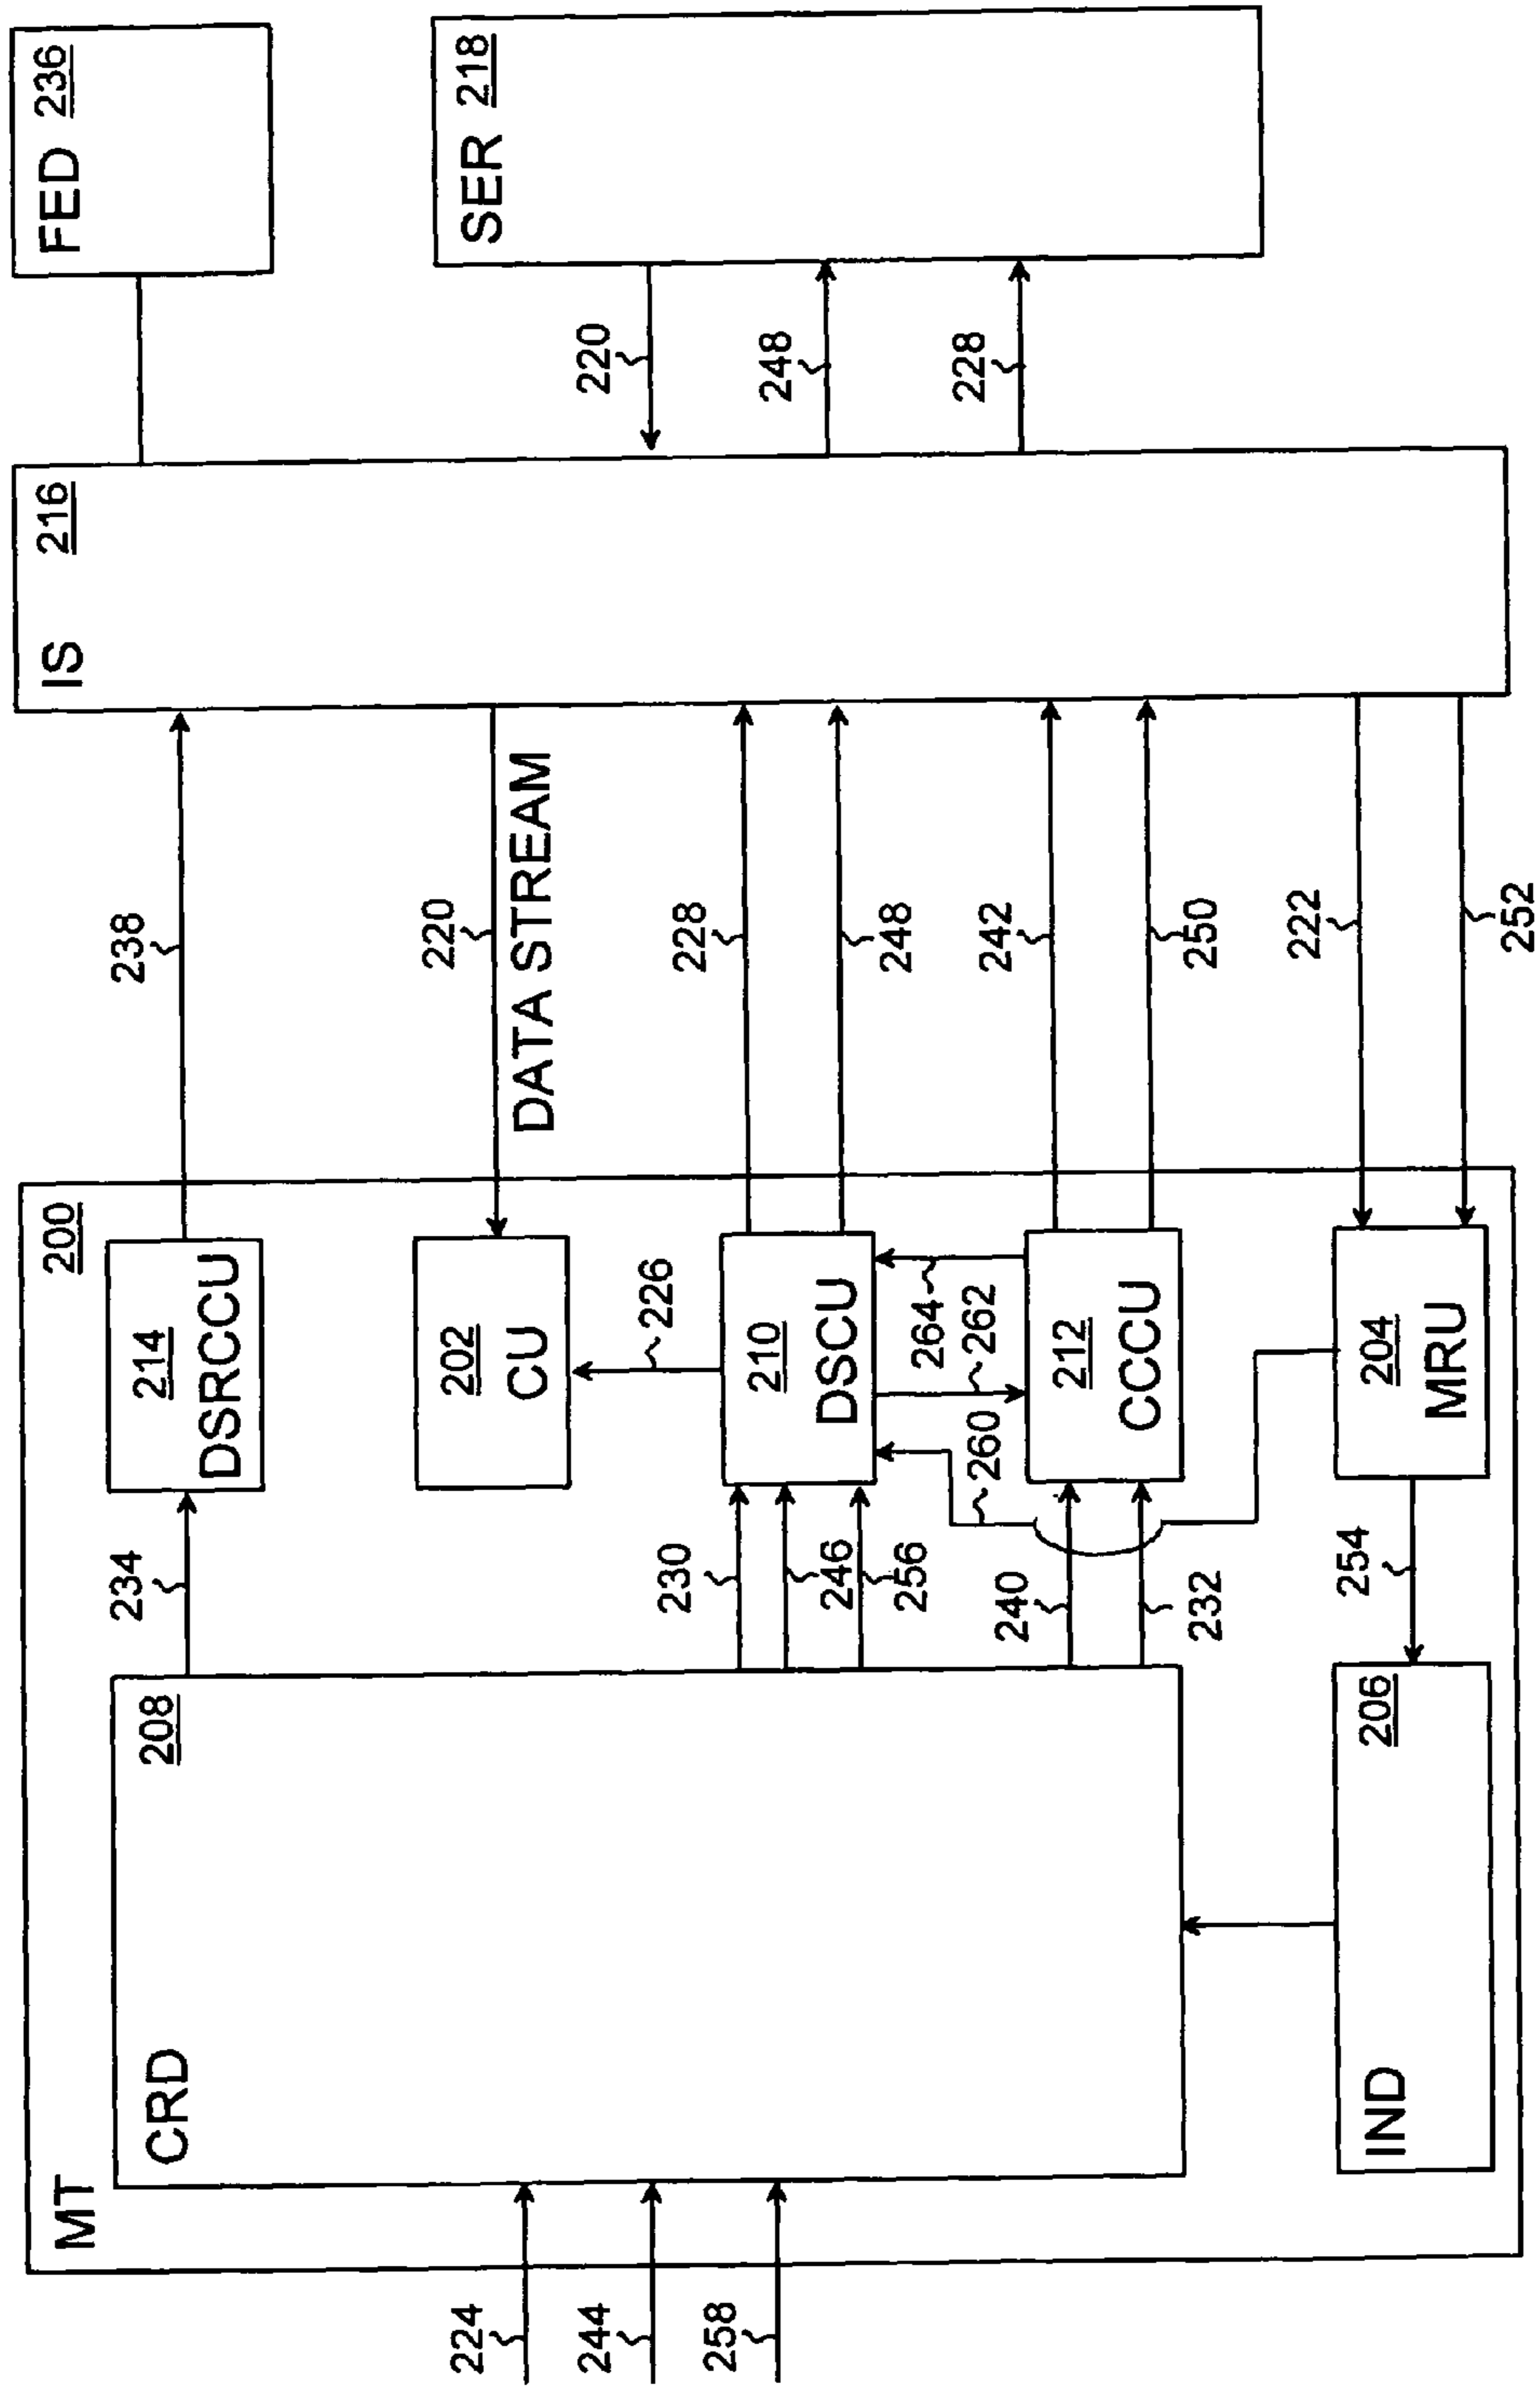 MT
200
CRD
208
IND
206
214
DSRCCU
202
CU
210
DSCU
212
CCCU
204
MRU
IS
216
FED 236
SER 218
224
244
258
234
230
246
256
240
232
254
226
264
262
260
238
220
DATA STREAM
228
248
242
250
222
252
220
248
228